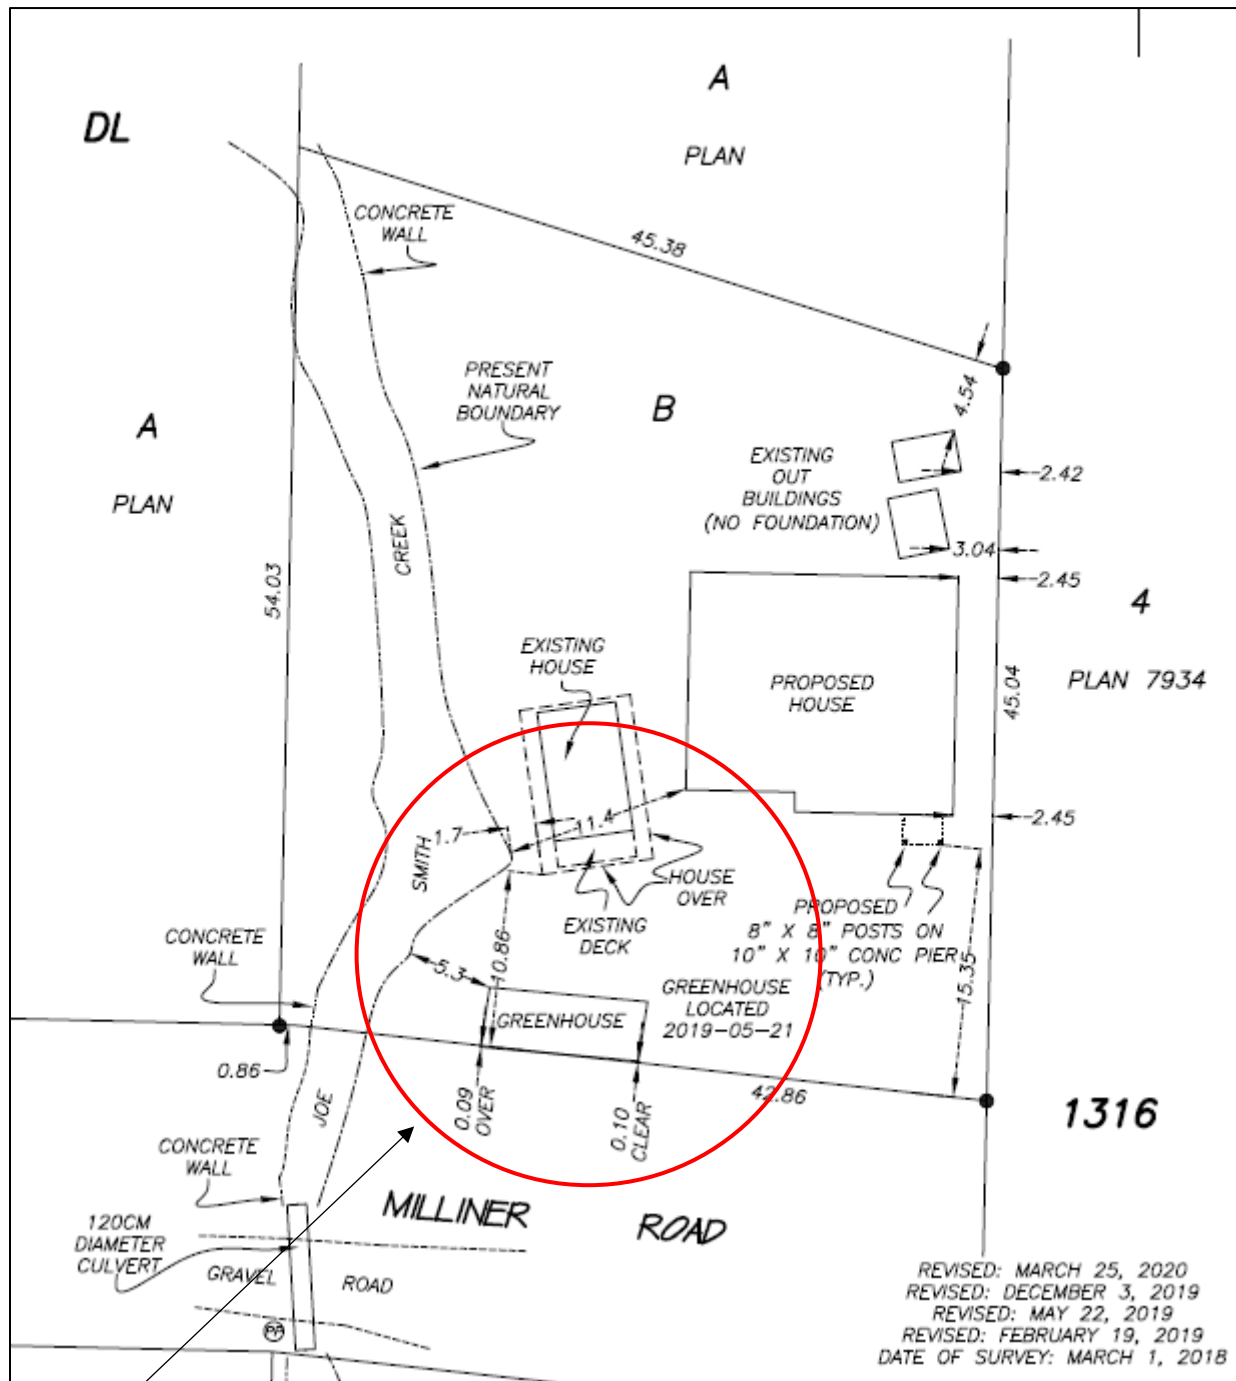 A
DL
PLAN
CONCRETE
WALL
45.38
PRESENT
NATURAL
BOUNDARY
4.54
B
A
EXISTING
OUT
BUILDINGS
(NO FOUNDATION)
2.42
PLAN
CREEK
3.04
54.03
2.45
4
EXISTING
HOUSE
PROPOSED
HOUSE
45.04
PLAN 7934
11.4
1.7
2.45
SMITH
HOUSE
OVER
EXISTING
DECK
PROPOSED
8" X 8" POSTS ON
10" X 10" CONC PIER
(TYP.)
CONCRETE
WALL
10.86
5.3
15.35
GREENHOUSE
LOCATED
2019-05-21
GREENHOUSE
0.86
42.86
JOE
0.09
OVER
0.10
CLEAR
1316
CONCRETE
WALL
MILLINER ROAD
120CM
DIAMETER
CULVERT
GRAVEL ROAD
PP
REVISED: MARCH 25, 2020
REVISED: DECEMBER 3, 2019
REVISED: MAY 22, 2019
REVISED: FEBRUARY 19, 2019
DATE OF SURVEY: MARCH 1, 2018